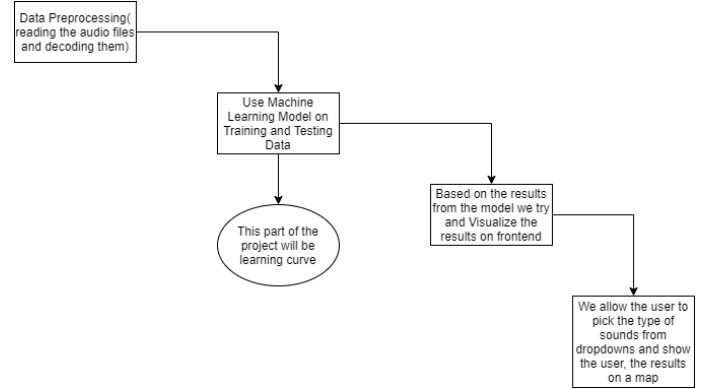 Data Preprocessing(
reading the audio files
and decoding them)
Use Machine
Learning Model on
Training and Testing
Data
This part of the
project will be
learning curve
Based on the results
from the model we try
and Visualize the
results on frontend
We allow the user to
pick the type of
sounds from
dropdowns and show
the user, the results
on a map